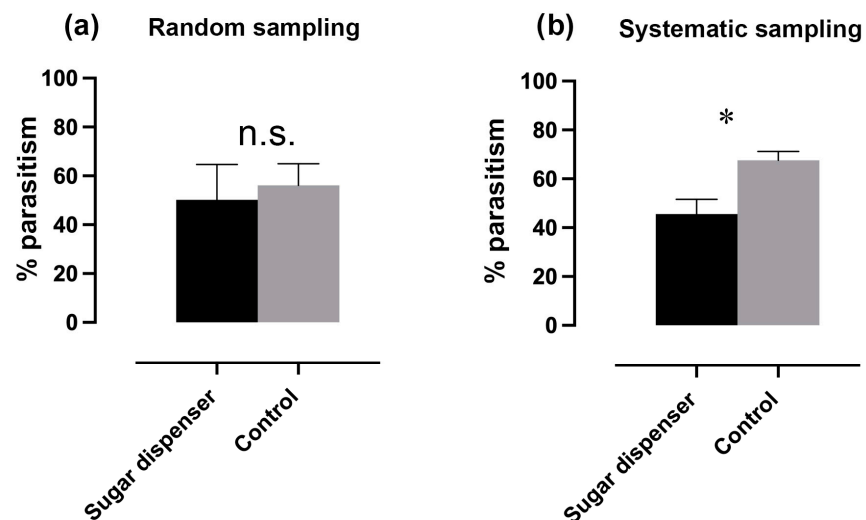 (a) Random sampling
% parasitism
100
80
60
40
20
0
n.s.
Sugar dispenser
Control
(b) Systematic sampling
% parasitism
100
80
60
40
20
0
*
Sugar dispenser
Control